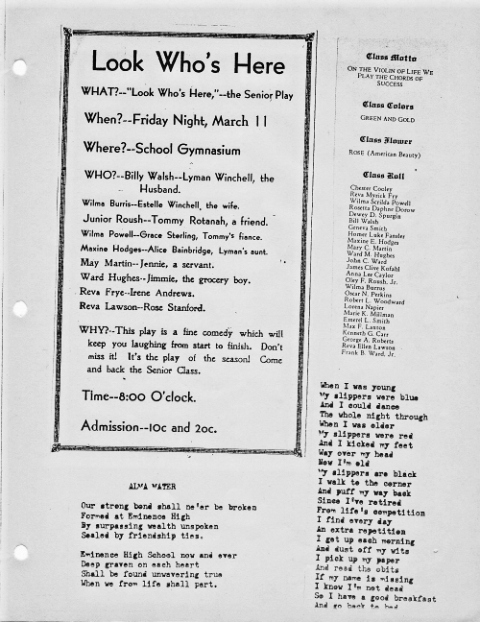 Look Who's Here
WHAT?--"Look Who's Here,"--the Senior Play
When?--Friday Night, March 11
Where?--School Gymnasium
WHO?--Billy Walsh--Lyman Winchell, the
Husband.
Wilma Burris--Estelle Winchell, the wife.
Junior Roush--Tommy Rotanah, a friend.
Wilma Powell--Grace Sterling, Tommy's fiance.
Maxine Hodges--Alice Bainbridge, Lyman's aunt.
May Martin--Jennie, a servant.
Ward Hughes--Jimmie, the grocery boy.
Reva Frye--Irene Andrews.
Reva Lawson--Rose Stanford.
WHY?--This play is a fine comedy which will
keep you laughing from start to finish. Don't
miss it! It's the play of the season! Come
and back the Senior Class.
Time--8:00 O'clock.
Admission--10c and 20c.
ALMA MATER
Our strong bond shall ne'er be broken
Formed at Eminence High
By surpassing wealth unspoken
Sealed by friendship ties.
Eminence High School now and ever
Deep graven on each heart
Shall be found unwavering true
When we from life shall part.
Class Motto
ON THE VIOLIN OF LIFE WE
PLAY THE CHORDS OF
SUCCESS
Class Colors
GREEN AND GOLD
Class Flower
ROSE (American Beauty)
Class Roll
Chester Cooley
Reva Myrick Fry
Wilma Scrilda Powell
Rosetta Daphne Dorow
Dewey D. Spurgin
Bill Walsh
Geneva Smith
Homer Luke Fansler
Maxine E. Hodges
Mary C. Martin
Ward M. Hughes
John C. Ward
James Clint Kofahl
Anna Lee Caylor
Olay F. Roush, Jr.
Wilma Burrus
Oscar N. Perkins
Robert L. Woodward
Lorena Napier
Marie K. Millman
Emerel L. Smith
Max F. Lawson
Kenneth G. Carr
George A. Roberts
Reva Ellen Lawson
Frank B. Ward, Jr.
When I was young
My slippers were blue
And I could dance
The whole night through
When I was older
My slippers were red
And I kicked my feet
Way over my head
Now I'm old
My slippers are black
I walk to the corner
And puff my way back
Since I've retired
From life's competition
I find every day
An extra repetition
I get up each morning
And dust off my wits
I pick up my paper
And read the obits
If my name is missing
I know I'm not dead
So I have a good breakfast
And go back to bed